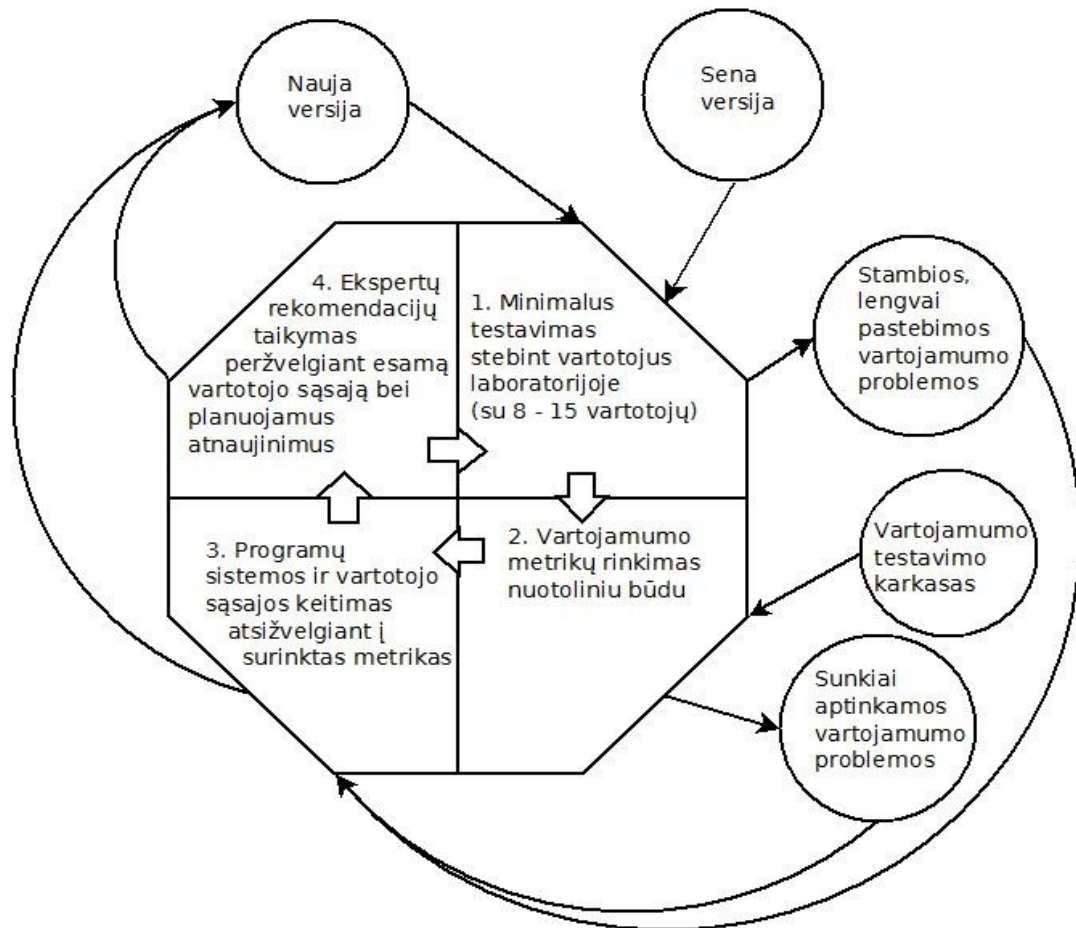 Nauja
versija
Sena
versija
4. Ekspertų
rekomendacijų
taikymas
peržvelgiant esamą
vartotojo sąsają bei
planuojamus
atnaujinimus
1. Minimalus
testavimas
stebint vartotojus
laboratorijoje
(su 8 - 15 vartotojų)
Stambios,
lengvai
pastebimos
vartojamumo
problemos
3. Programų
sistemos ir vartotojo
sąsajos keitimas
atsižvelgiant į
surinktas metrikas
2. Vartojamumo
metrikų rinkimas
nuotoliniu būdu
Vartojamumo
testavimo
karkasas
Sunkiai
aptinkamos
vartojamumo
problemos